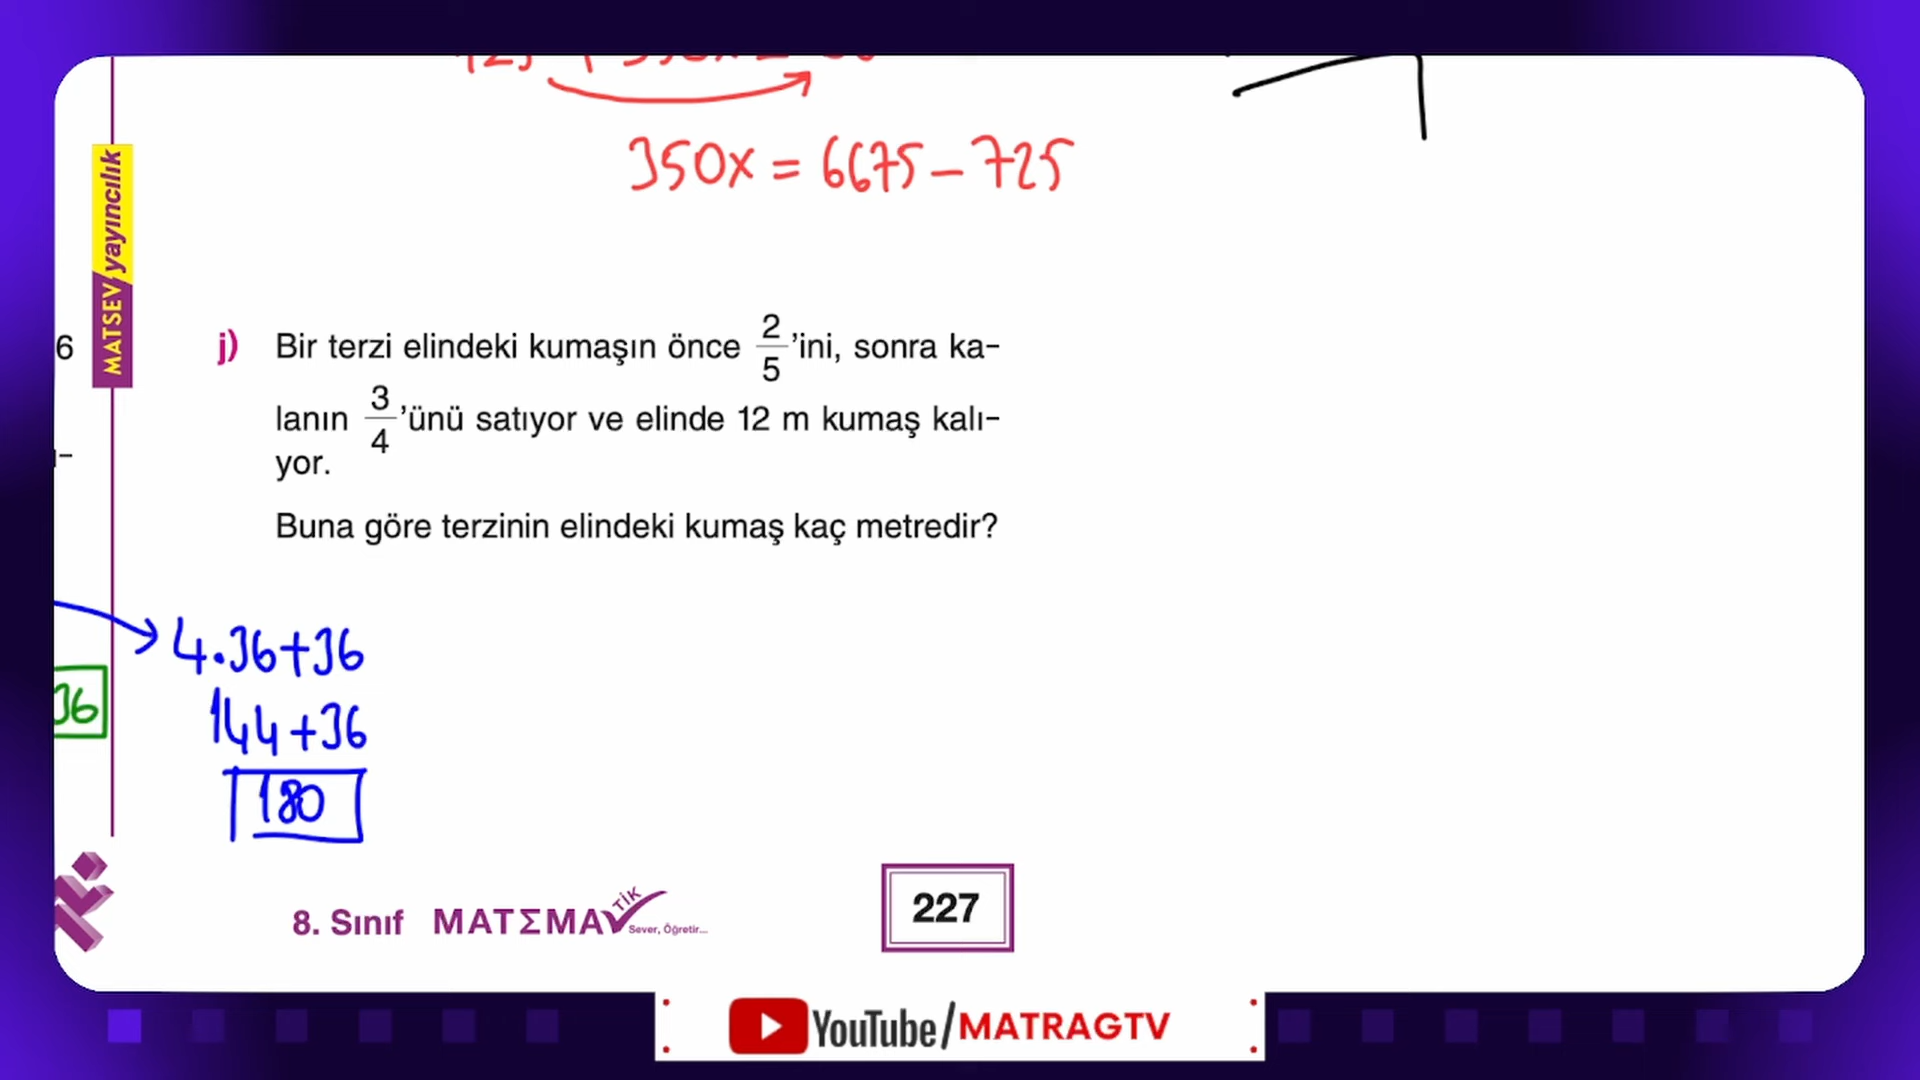 350x = 6675 - 725
MATSEV yayıncılık
6
j) Bir terzi elindeki kumaşın önce 2/5 'ini, sonra ka-
lanın 3/4 'ünü satıyor ve elinde 12 m kumaş kalı-
yor.
Buna göre terzinin elindeki kumaş kaç metredir?
4.36+36
36
144+36
180
8. Sınıf MATΣMATİK
Sever, Öğretir...
227
YouTube/MATRAGTV